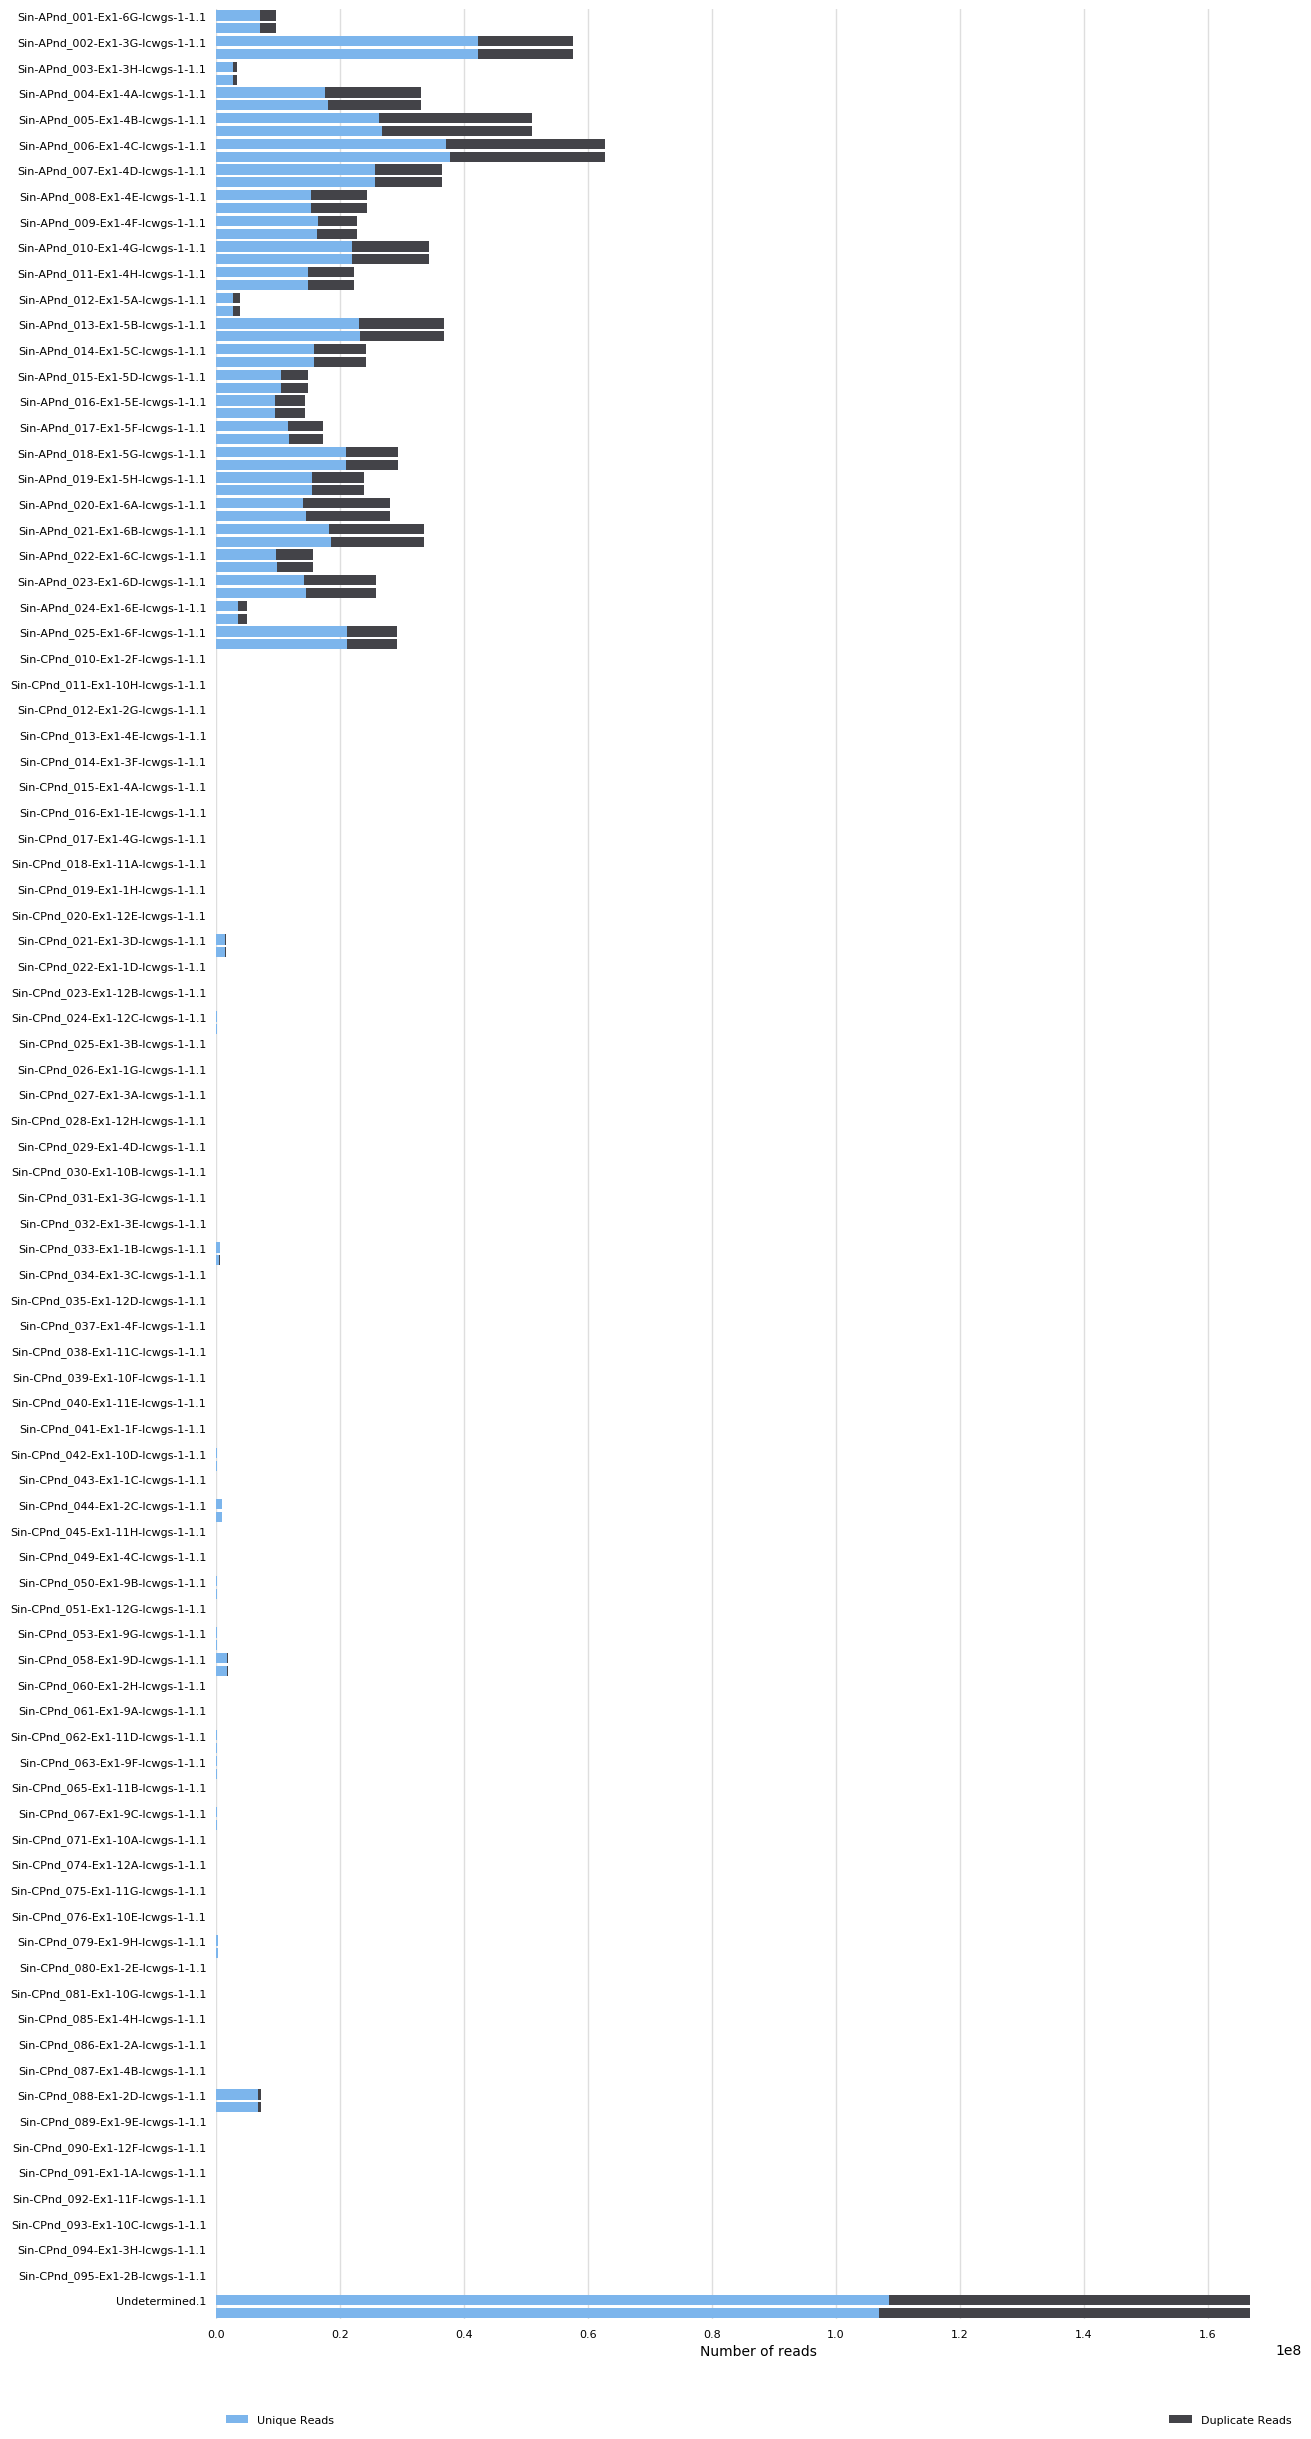 Sin-APnd_001-Ex1-6G-lcwgs-1-1.1
Sin-APnd_002-Ex1-3G-lcwgs-1-1.1
Sin-APnd_003-Ex1-3H-lcwgs-1-1.1
Sin-APnd_004-Ex1-4A-lcwgs-1-1.1
Sin-APnd_005-Ex1-4B-lcwgs-1-1.1
Sin-APnd_006-Ex1-4C-lcwgs-1-1.1
Sin-APnd_007-Ex1-4D-lcwgs-1-1.1
Sin-APnd_008-Ex1-4E-lcwgs-1-1.1
Sin-APnd_009-Ex1-4F-lcwgs-1-1.1
Sin-APnd_010-Ex1-4G-lcwgs-1-1.1
Sin-APnd_011-Ex1-4H-lcwgs-1-1.1
Sin-APnd_012-Ex1-5A-lcwgs-1-1.1
Sin-APnd_013-Ex1-5B-lcwgs-1-1.1
Sin-APnd_014-Ex1-5C-lcwgs-1-1.1
Sin-APnd_015-Ex1-5D-lcwgs-1-1.1
Sin-APnd_016-Ex1-5E-lcwgs-1-1.1
Sin-APnd_017-Ex1-5F-lcwgs-1-1.1
Sin-APnd_018-Ex1-5G-lcwgs-1-1.1
Sin-APnd_019-Ex1-5H-lcwgs-1-1.1
Sin-APnd_020-Ex1-6A-lcwgs-1-1.1
Sin-APnd_021-Ex1-6B-lcwgs-1-1.1
Sin-APnd_022-Ex1-6C-lcwgs-1-1.1
Sin-APnd_023-Ex1-6D-lcwgs-1-1.1
Sin-APnd_024-Ex1-6E-lcwgs-1-1.1
Sin-APnd_025-Ex1-6F-lcwgs-1-1.1
Sin-CPnd_010-Ex1-2F-lcwgs-1-1.1
Sin-CPnd_011-Ex1-10H-lcwgs-1-1.1
Sin-CPnd_012-Ex1-2G-lcwgs-1-1.1
Sin-CPnd_013-Ex1-4E-lcwgs-1-1.1
Sin-CPnd_014-Ex1-3F-lcwgs-1-1.1
Sin-CPnd_015-Ex1-4A-lcwgs-1-1.1
Sin-CPnd_016-Ex1-1E-lcwgs-1-1.1
Sin-CPnd_017-Ex1-4G-lcwgs-1-1.1
Sin-CPnd_018-Ex1-11A-lcwgs-1-1.1
Sin-CPnd_019-Ex1-1H-lcwgs-1-1.1
Sin-CPnd_020-Ex1-12E-lcwgs-1-1.1
Sin-CPnd_021-Ex1-3D-lcwgs-1-1.1
Sin-CPnd_022-Ex1-1D-lcwgs-1-1.1
Sin-CPnd_023-Ex1-12B-lcwgs-1-1.1
Sin-CPnd_024-Ex1-12C-lcwgs-1-1.1
Sin-CPnd_025-Ex1-3B-lcwgs-1-1.1
Sin-CPnd_026-Ex1-1G-lcwgs-1-1.1
Sin-CPnd_027-Ex1-3A-lcwgs-1-1.1
Sin-CPnd_028-Ex1-12H-lcwgs-1-1.1
Sin-CPnd_029-Ex1-4D-lcwgs-1-1.1
Sin-CPnd_030-Ex1-10B-lcwgs-1-1.1
Sin-CPnd_031-Ex1-3G-lcwgs-1-1.1
Sin-CPnd_032-Ex1-3E-lcwgs-1-1.1
Sin-CPnd_033-Ex1-1B-lcwgs-1-1.1
Sin-CPnd_034-Ex1-3C-lcwgs-1-1.1
Sin-CPnd_035-Ex1-12D-lcwgs-1-1.1
Sin-CPnd_037-Ex1-4F-lcwgs-1-1.1
Sin-CPnd_038-Ex1-11C-lcwgs-1-1.1
Sin-CPnd_039-Ex1-10F-lcwgs-1-1.1
Sin-CPnd_040-Ex1-11E-lcwgs-1-1.1
Sin-CPnd_041-Ex1-1F-lcwgs-1-1.1
Sin-CPnd_042-Ex1-10D-lcwgs-1-1.1
Sin-CPnd_043-Ex1-1C-lcwgs-1-1.1
Sin-CPnd_044-Ex1-2C-lcwgs-1-1.1
Sin-CPnd_045-Ex1-11H-lcwgs-1-1.1
Sin-CPnd_049-Ex1-4C-lcwgs-1-1.1
Sin-CPnd_050-Ex1-9B-lcwgs-1-1.1
Sin-CPnd_051-Ex1-12G-lcwgs-1-1.1
Sin-CPnd_053-Ex1-9G-lcwgs-1-1.1
Sin-CPnd_058-Ex1-9D-lcwgs-1-1.1
Sin-CPnd_060-Ex1-2H-lcwgs-1-1.1
Sin-CPnd_061-Ex1-9A-lcwgs-1-1.1
Sin-CPnd_062-Ex1-11D-lcwgs-1-1.1
Sin-CPnd_063-Ex1-9F-lcwgs-1-1.1
Sin-CPnd_065-Ex1-11B-lcwgs-1-1.1
Sin-CPnd_067-Ex1-9C-lcwgs-1-1.1
Sin-CPnd_071-Ex1-10A-lcwgs-1-1.1
Sin-CPnd_074-Ex1-12A-lcwgs-1-1.1
Sin-CPnd_075-Ex1-11G-lcwgs-1-1.1
Sin-CPnd_076-Ex1-10E-lcwgs-1-1.1
Sin-CPnd_079-Ex1-9H-lcwgs-1-1.1
Sin-CPnd_080-Ex1-2E-lcwgs-1-1.1
Sin-CPnd_081-Ex1-10G-lcwgs-1-1.1
Sin-CPnd_085-Ex1-4H-lcwgs-1-1.1
Sin-CPnd_086-Ex1-2A-lcwgs-1-1.1
Sin-CPnd_087-Ex1-4B-lcwgs-1-1.1
Sin-CPnd_088-Ex1-2D-lcwgs-1-1.1
Sin-CPnd_089-Ex1-9E-lcwgs-1-1.1
Sin-CPnd_090-Ex1-12F-lcwgs-1-1.1
Sin-CPnd_091-Ex1-1A-lcwgs-1-1.1
Sin-CPnd_092-Ex1-11F-lcwgs-1-1.1
Sin-CPnd_093-Ex1-10C-lcwgs-1-1.1
Sin-CPnd_094-Ex1-3H-lcwgs-1-1.1
Sin-CPnd_095-Ex1-2B-lcwgs-1-1.1
Undetermined.1
0.0 0.2 0.4 0.6 0.8 1.0 1.2 1.4 1.6
Number of reads
1e8
Unique Reads
Duplicate Reads